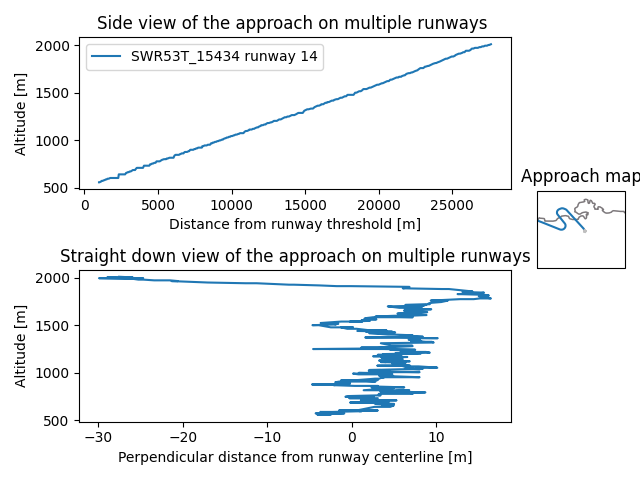 Side view of the approach on multiple runways
2000
1500
1000
500
Altitude [m]
SWR53T_15434 runway 14
0 5000 10000 15000 20000 25000
Distance from runway threshold [m]
Approach map
Straight down view of the approach on multiple runways
2000
1500
1000
500
Altitude [m]
−30 −20 −10 0 10
Perpendicular distance from runway centerline [m]